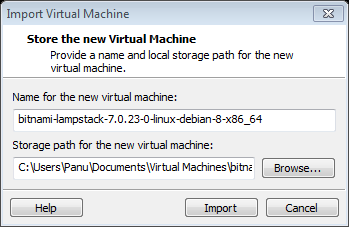 Import Virtual Machine
Store the new Virtual Machine
Provide a name and local storage path for the new
virtual machine.
Name for the new virtual machine:
bitnami-lampstack-7.0.23-0-linux-debian-8-x86_64
Storage path for the new virtual machine:
C:\Users\Panu\Documents\Virtual Machines\bitna
Browse...
Help
Import
Cancel